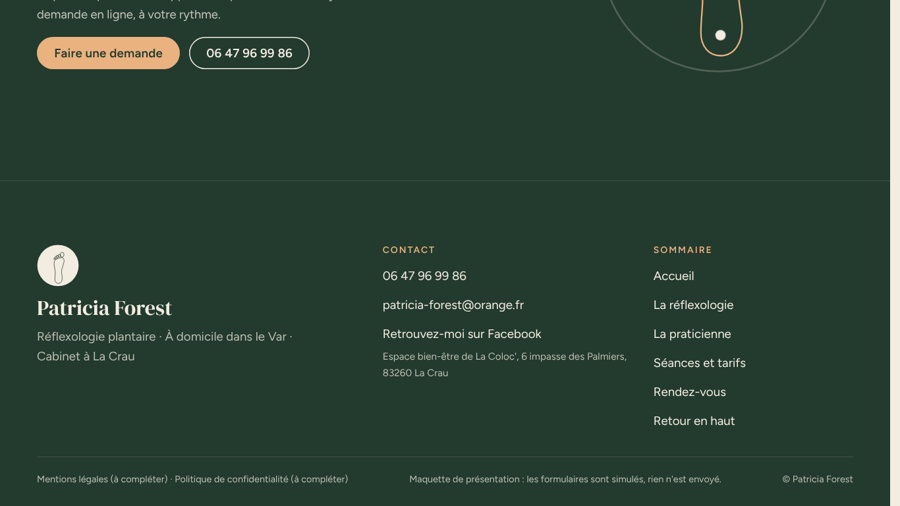 demande en ligne, à votre rythme.
Faire une demande
06 47 96 99 86
Patricia Forest
Réflexologie plantaire · À domicile dans le Var ·
Cabinet à La Crau
CONTACT
06 47 96 99 86
patricia-forest@orange.fr
Retrouvez-moi sur Facebook
Espace bien-être de La Coloc', 6 impasse des Palmiers,
83260 La Crau
SOMMAIRE
Accueil
La réflexologie
La praticienne
Séances et tarifs
Rendez-vous
Retour en haut
Mentions légales (à compléter) · Politique de confidentialité (à compléter)
Maquette de présentation : les formulaires sont simulés, rien n'est envoyé.
© Patricia Forest